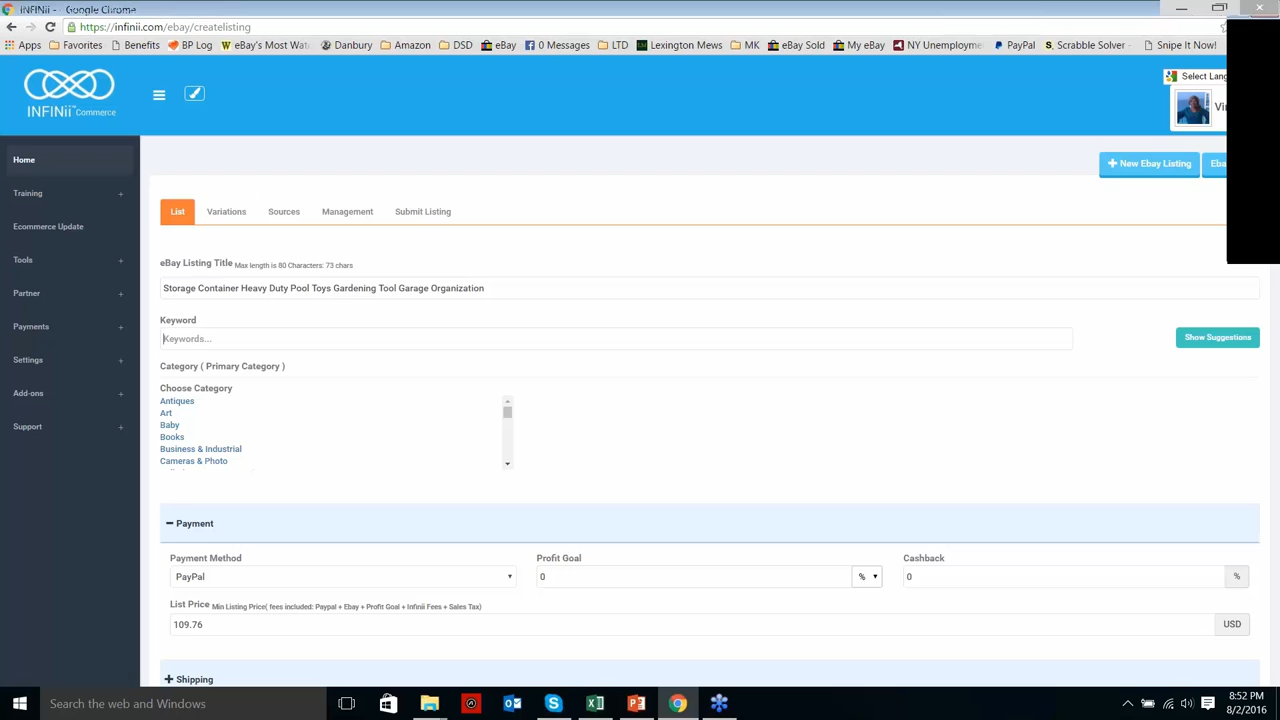 INFINii - Google Chrome
https://infinii.com/ebay/createlisting
Apps Favorites Benefits BP Log eBay's Most Wat Danbury Amazon DSD eBay 0 Messages LTD Lexington Mews MK eBay Sold My eBay NY Unemployme PayPal Scrabble Solver - Snipe It Now!
INFINii™ Commerce
Select Lang
Vi
Home
Training +
Ecommerce Update
Tools +
Partner +
Payments +
Settings +
Add-ons +
Support +
+ New Ebay Listing
Eba
List Variations Sources Management Submit Listing
eBay Listing Title Max length is 80 Characters: 73 chars
Storage Container Heavy Duty Pool Toys Gardening Tool Garage Organization
Keyword
Keywords...
Show Suggestions
Category ( Primary Category )
Choose Category
Antiques
Art
Baby
Books
Business & Industrial
Cameras & Photo
− Payment
Payment Method Profit Goal Cashback
PayPal 0 % 0 %
List Price Min Listing Price( fees included: Paypal + Ebay + Profit Goal + Infinii Fees + Sales Tax)
109.76 USD
+ Shipping
Search the web and Windows
8:52 PM
8/2/2016